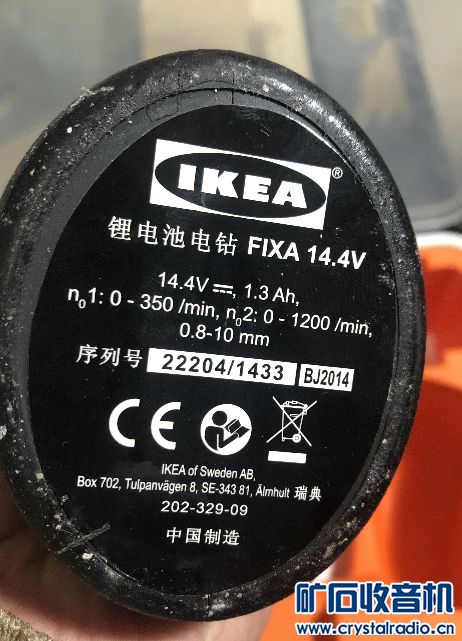 IKEA®
锂电池电钻 FIXA 14.4V
14.4V⎓, 1.3 Ah,
n₀1: 0 - 350 /min, n₀2: 0 - 1200 /min,
0.8-10 mm
序列号 22204/1433 BJ2014
CE
IKEA of Sweden AB,
Box 702, Tulpanvägen 8, SE-343 81, Älmhult 瑞典
202-329-09
中国制造
矿石收音机
www.crystalradio.cn